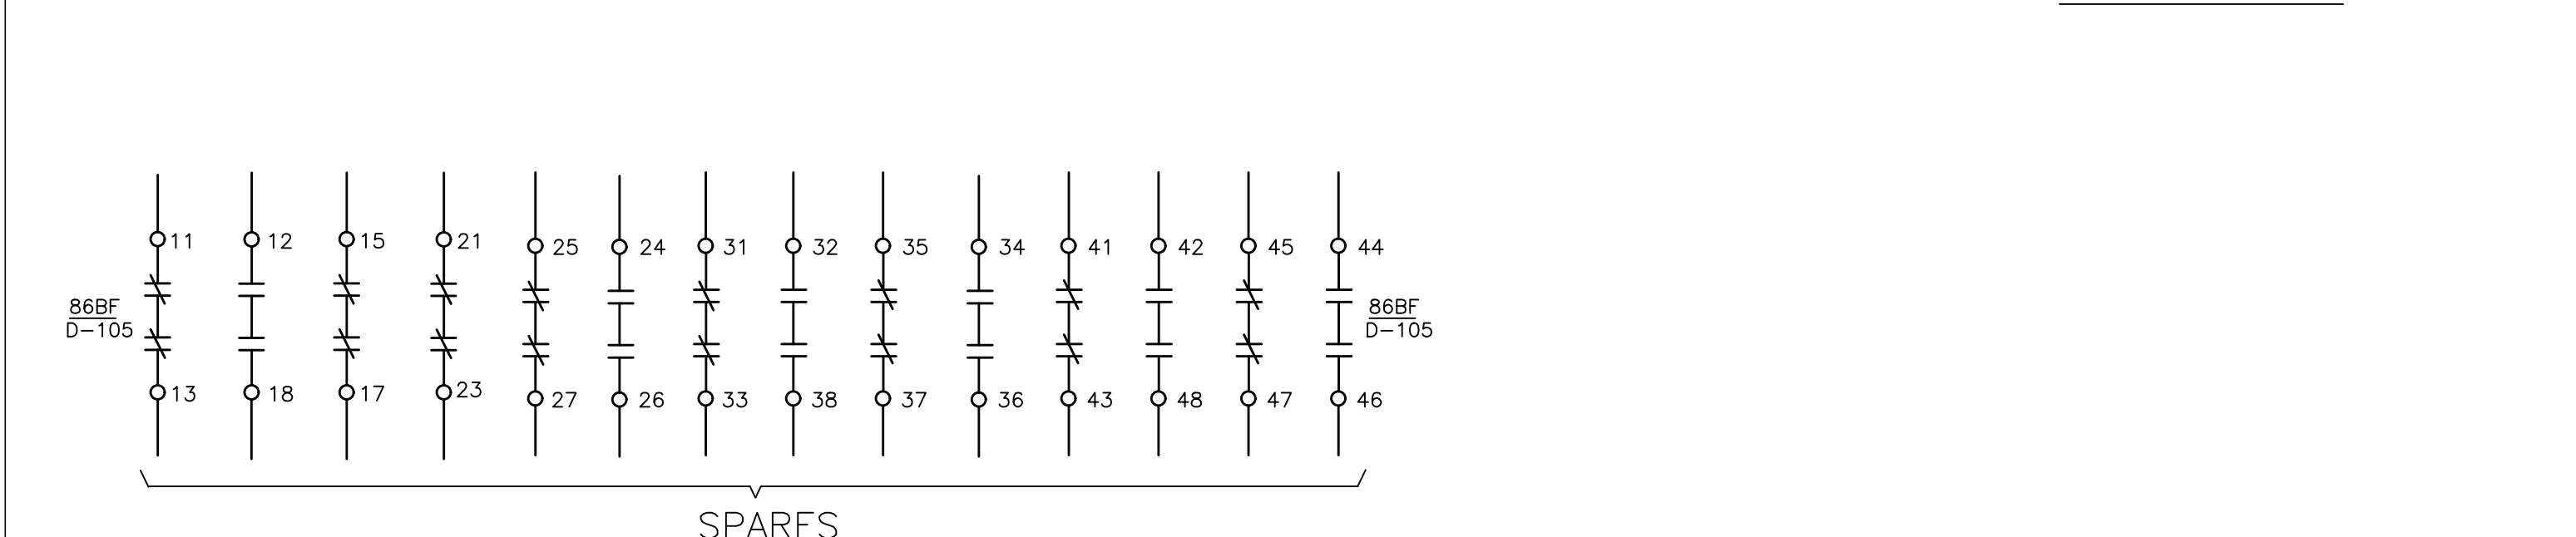 11 12 15 21 25 24 31 32 35 34 41 42 45 44
86BF 86BF
D-105 D-105
13 18 17 23 27 26 33 38 37 36 43 48 47 46
SPARES